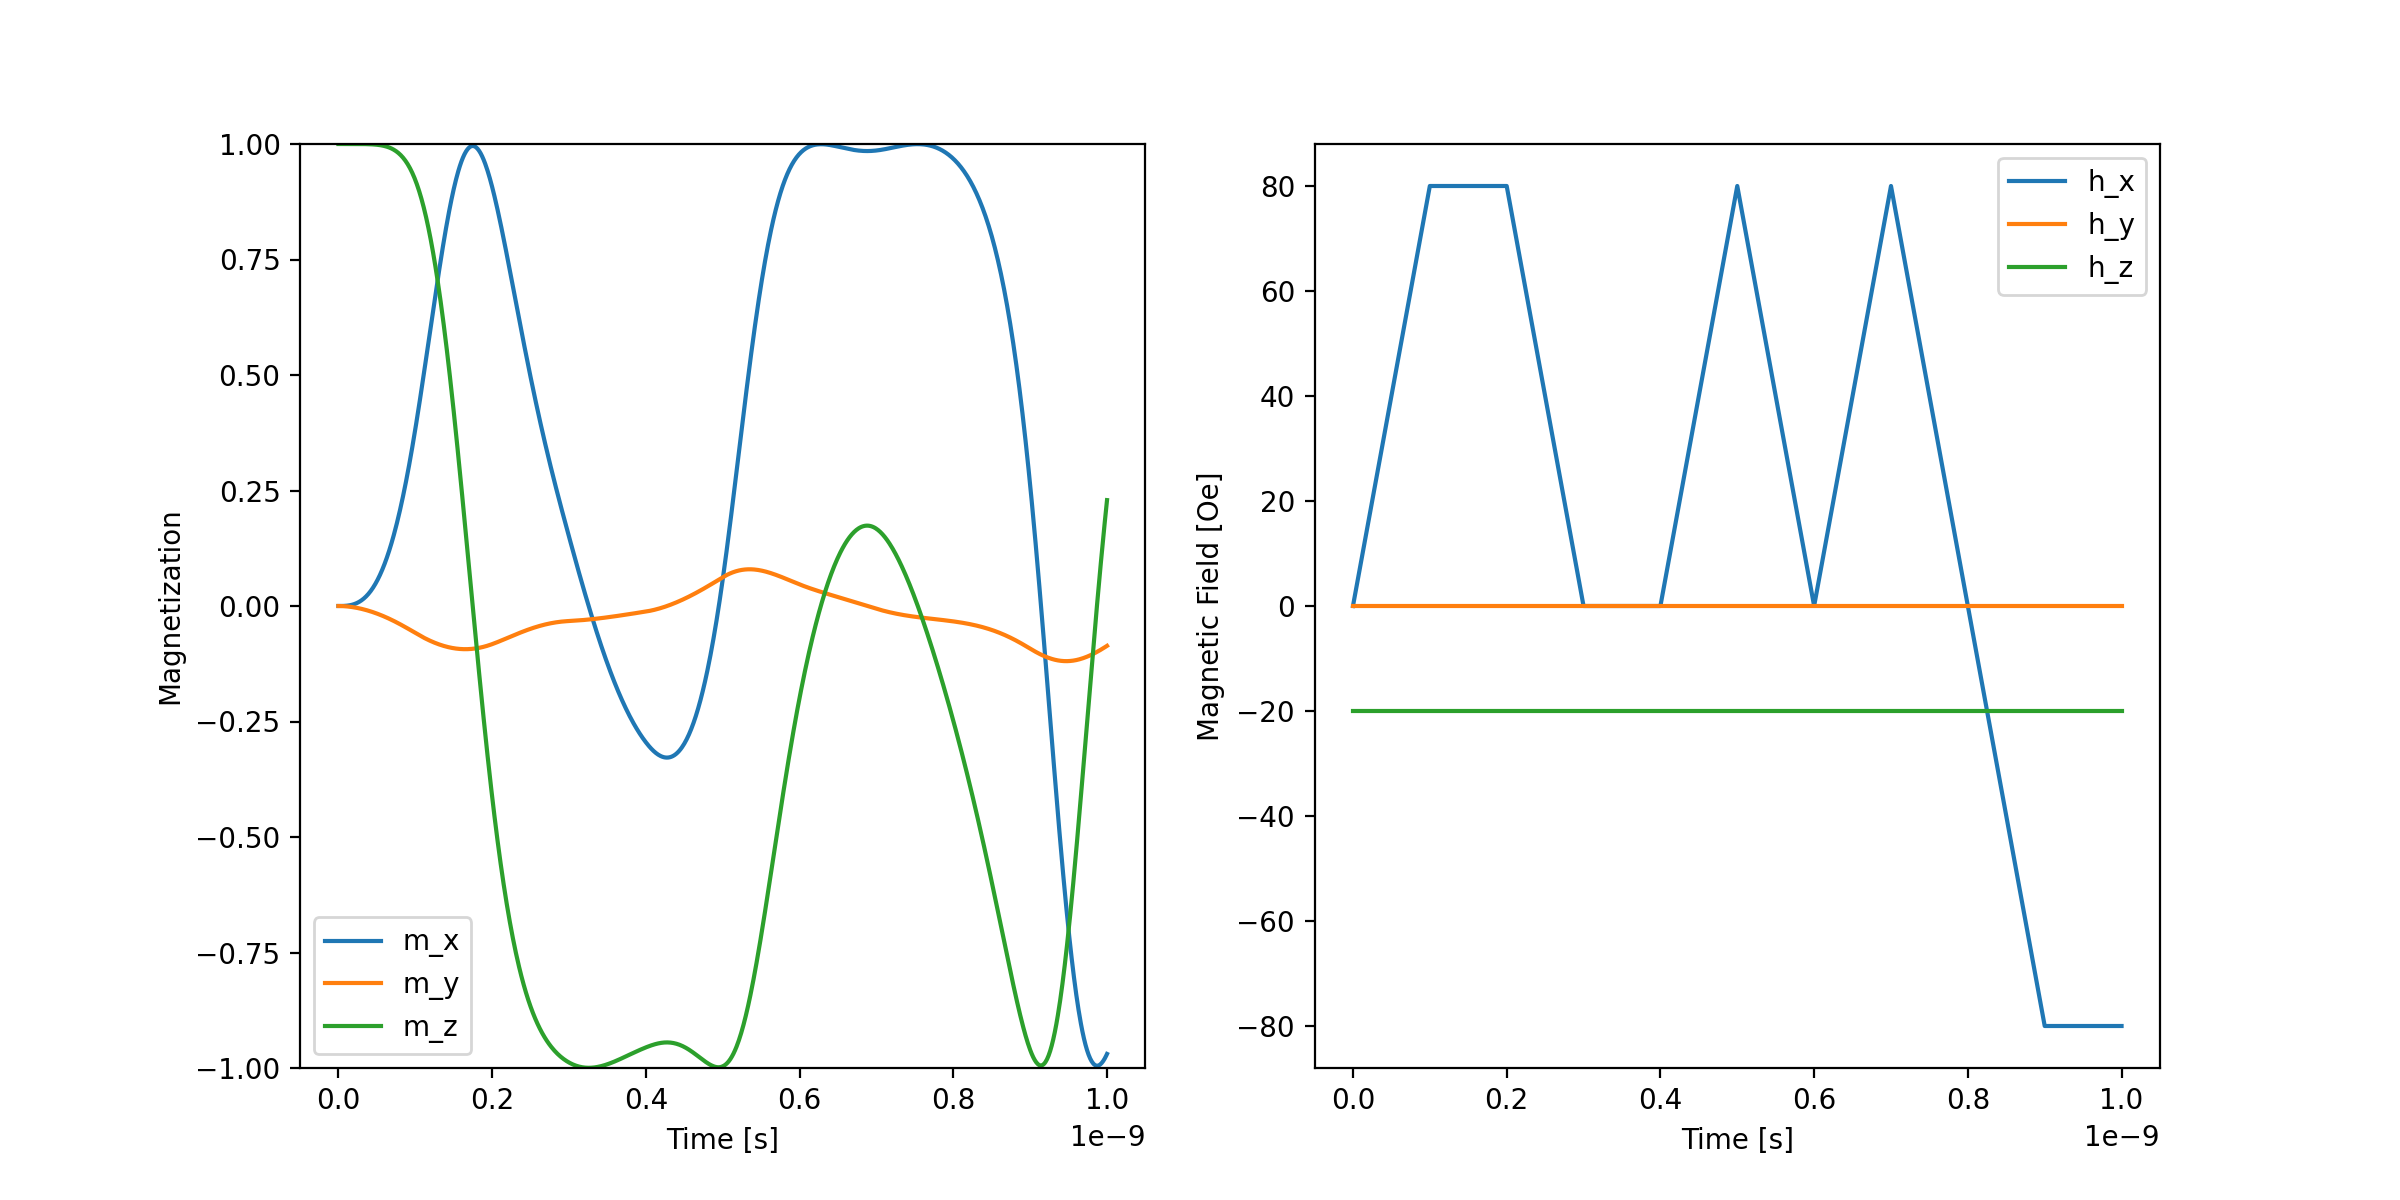 1.00
0.75
0.50
0.25
0.00
−0.25
−0.50
−0.75
−1.00
Magnetization
m_x
m_y
m_z
0.0 0.2 0.4 0.6 0.8 1.0
Time [s]
1e−9
80
60
40
20
0
−20
−40
−60
−80
Magnetic Field [Oe]
h_x
h_y
h_z
0.0 0.2 0.4 0.6 0.8 1.0
Time [s]
1e−9